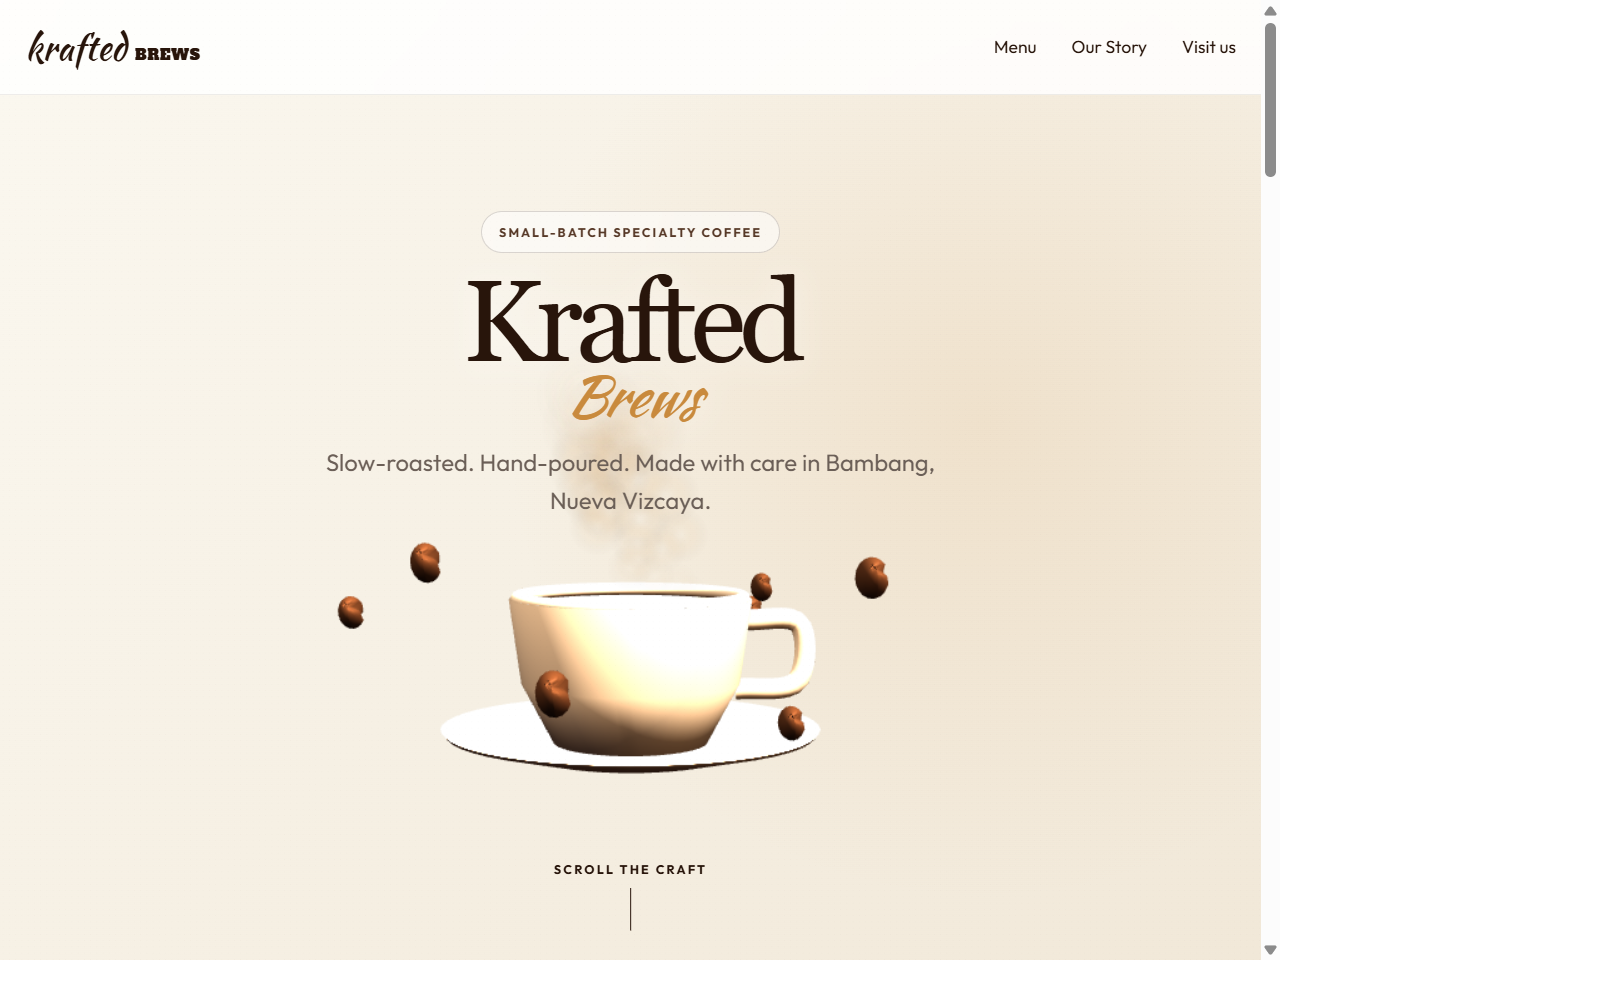 krafted BREWS
Menu
Our Story
Visit us
SMALL-BATCH SPECIALTY COFFEE
Krafted
Brews
Slow-roasted. Hand-poured. Made with care in Bambang,
Nueva Vizcaya.
SCROLL THE CRAFT